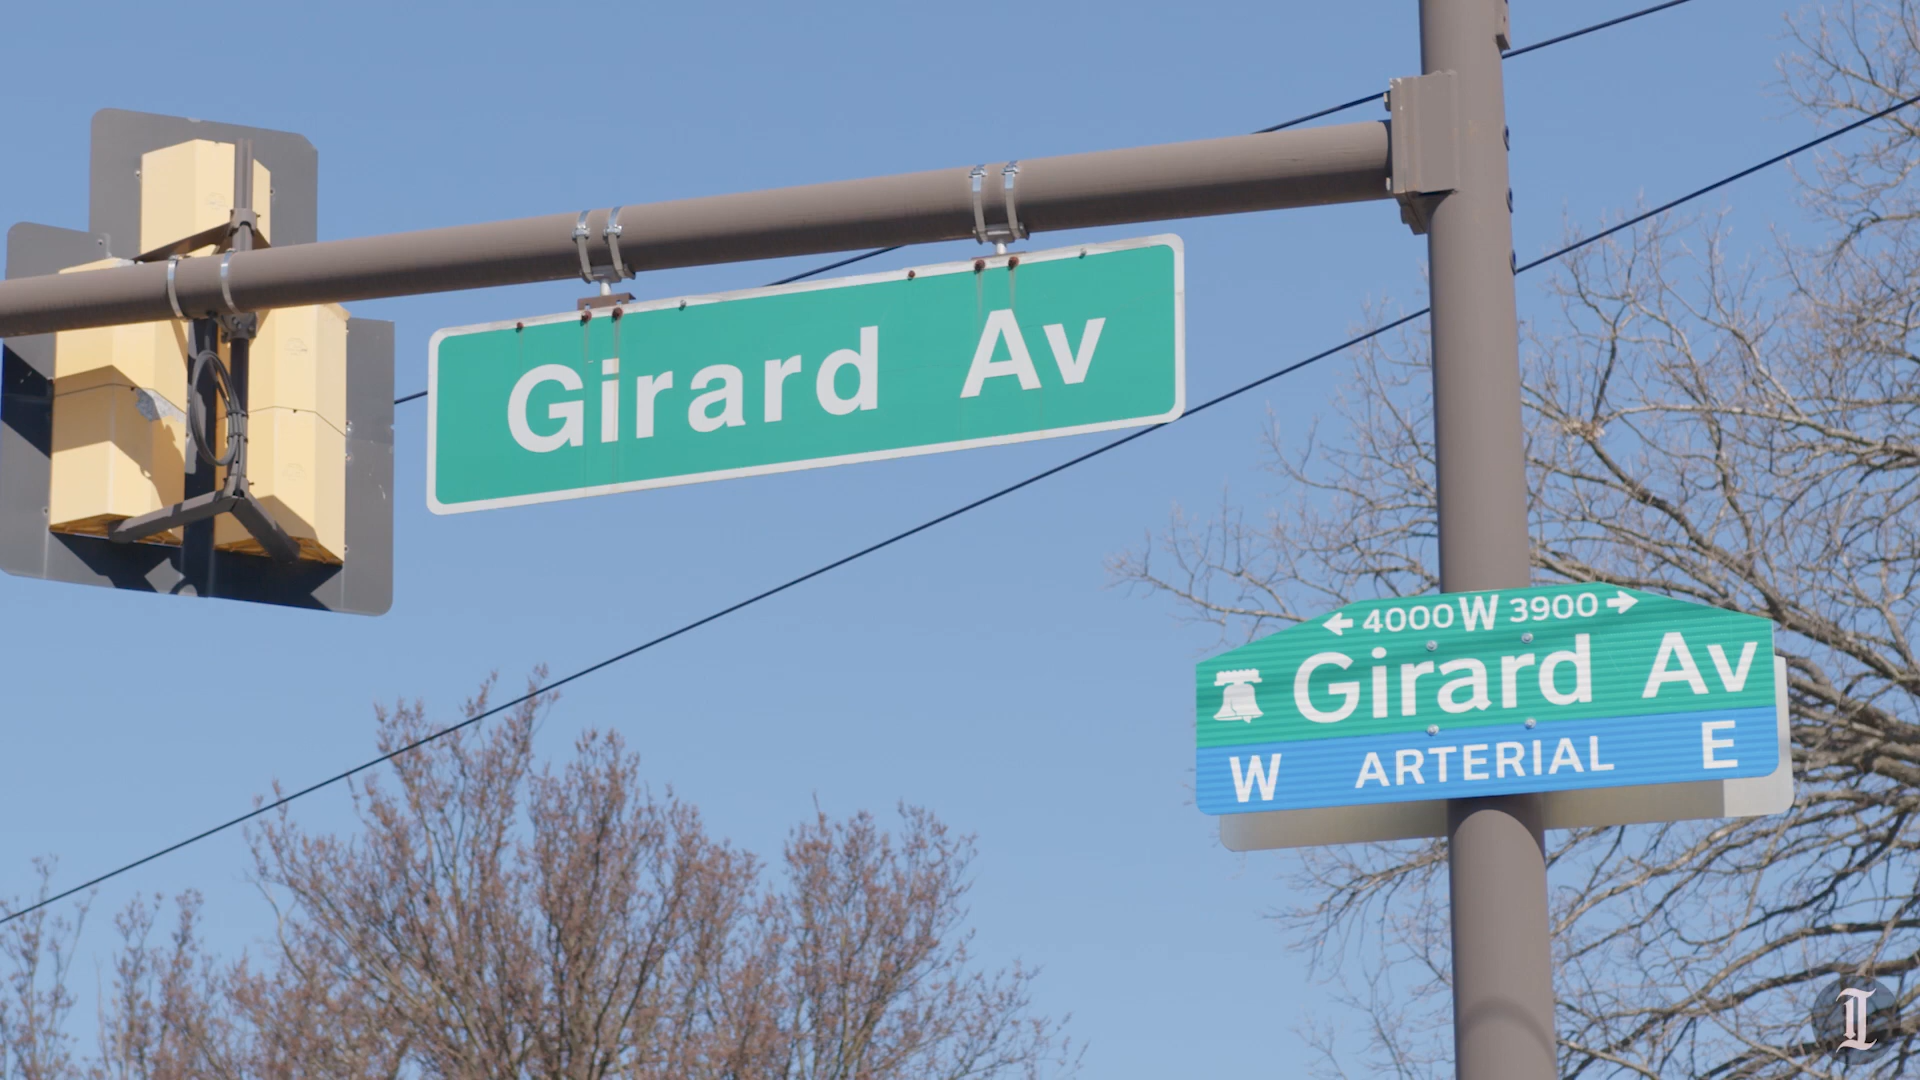 Girard Av
← 4000 W 3900 →
Girard Av
W ARTERIAL E
I